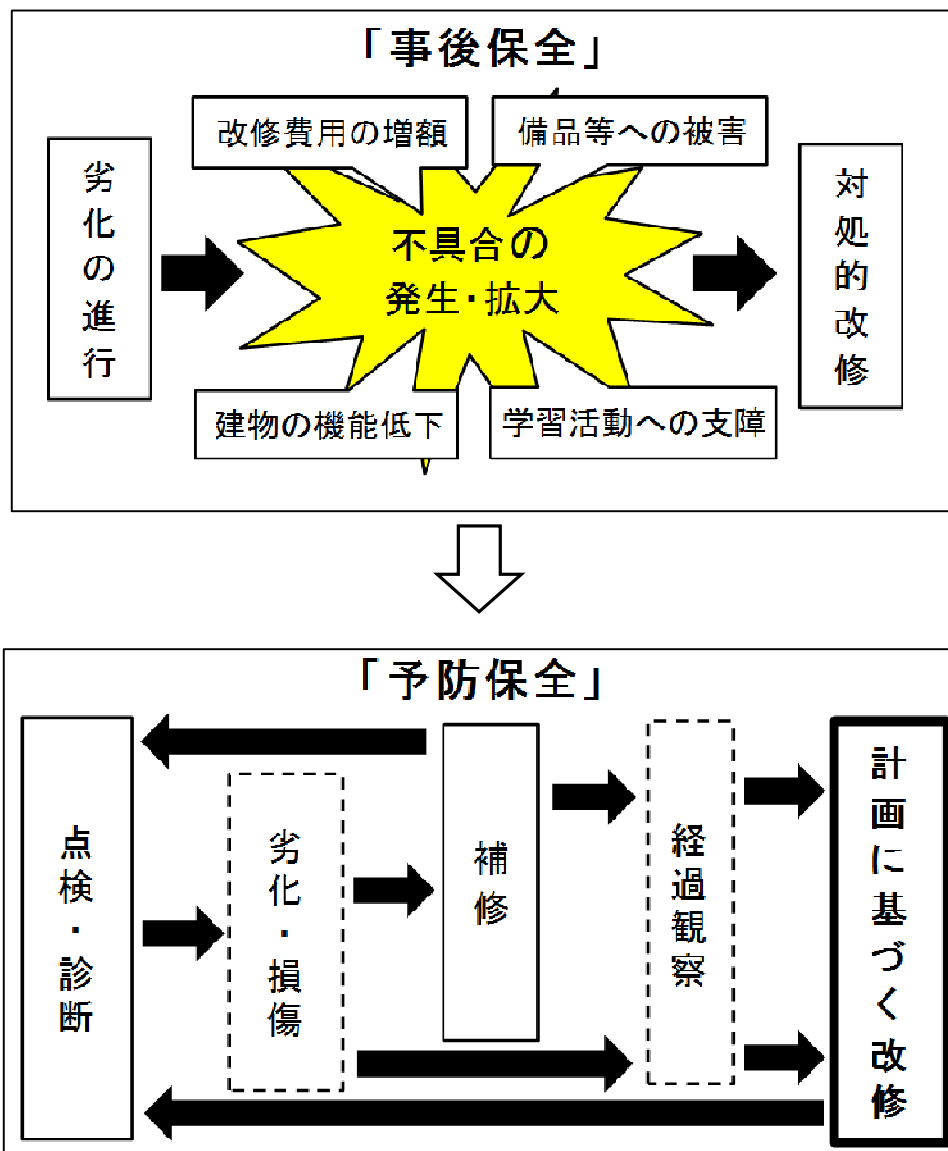 「事後保全」
改修費用の増額
備品等への被害
劣化の進行
不具合の
発生・拡大
対処的改修
建物の機能低下
学習活動への支障
「予防保全」
点検・診断
劣化・損傷
補修
経過観察
計画に基づく改修